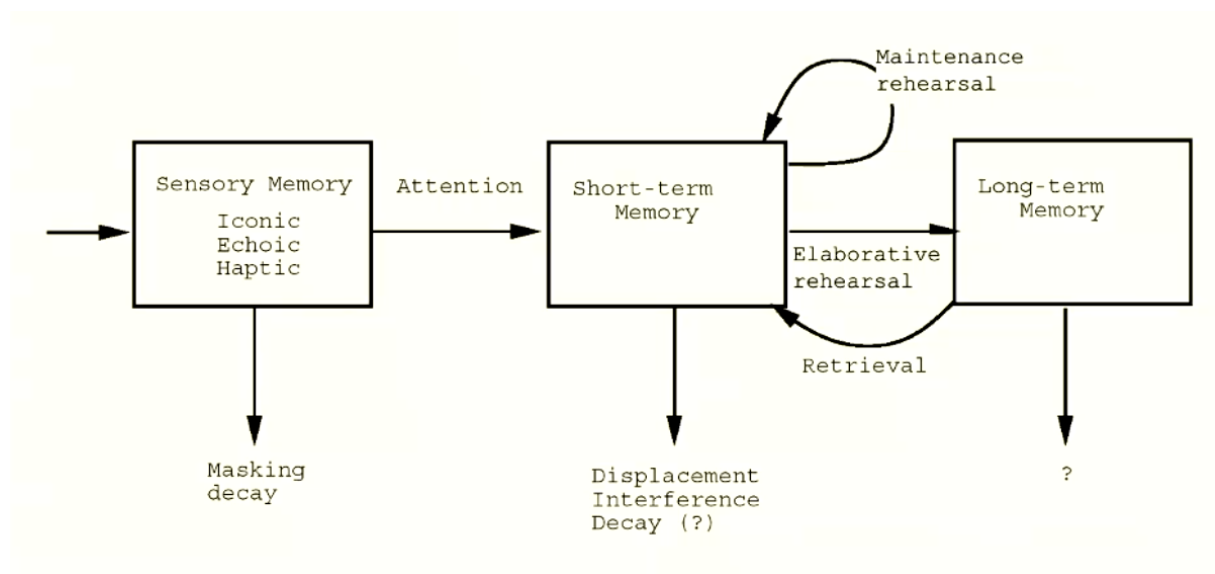 Maintenance
rehearsal
Sensory Memory
Iconic
Echoic
Haptic
Attention
Short-term
Memory
Long-term
Memory
Elaborative
rehearsal
Retrieval
Masking
decay
Displacement
Interference
Decay (?)
?